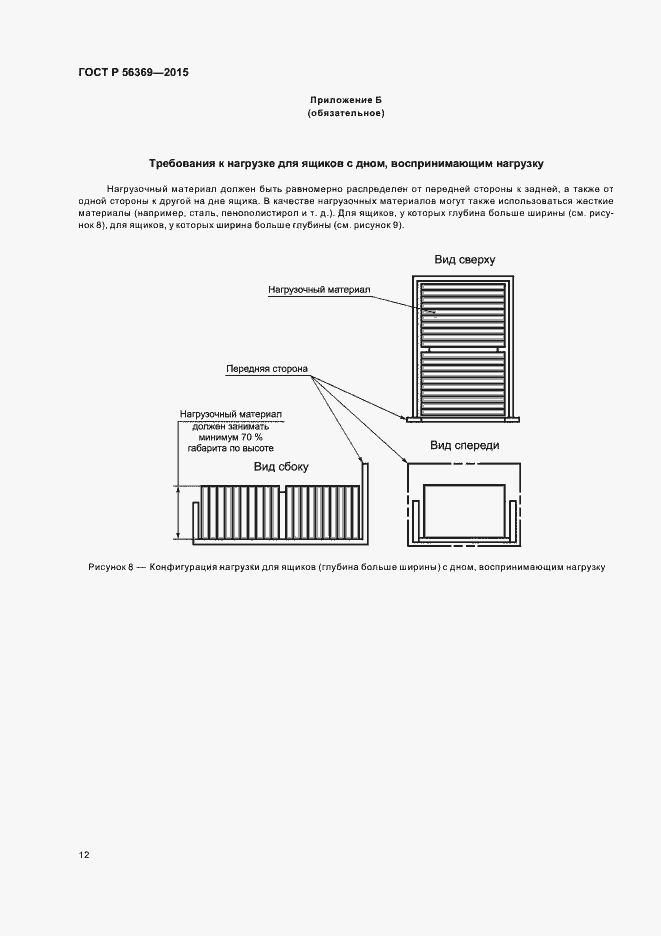 ГОСТ Р 56369—2015
Приложение Б
(обязательное)
Требования к нагрузке для ящиков с дном, воспринимающим нагрузку
Нагрузочный материал должен быть равномерно распределен от передней стороны к задней, а также от
одной стороны к другой на дне ящика. В качестве нагрузочных материалов могут также использоваться жесткие
материалы (например, сталь, пенополистирол и т. д.). Для ящиков, у которых глубина больше ширины (см. рису-
нок 8), для ящиков, у которых ширина больше глубины (см. рисунок 9).
Вид сверху
Нагрузочный материал
Передняя сторона
Нагрузочный материал
должен занимать
минимум 70 %
габарита по высоте
Вид спереди
Вид сбоку
Рисунок 8 — Конфигурация нагрузки для ящиков (глубина больше ширины) с дном, воспринимающим нагрузку
12